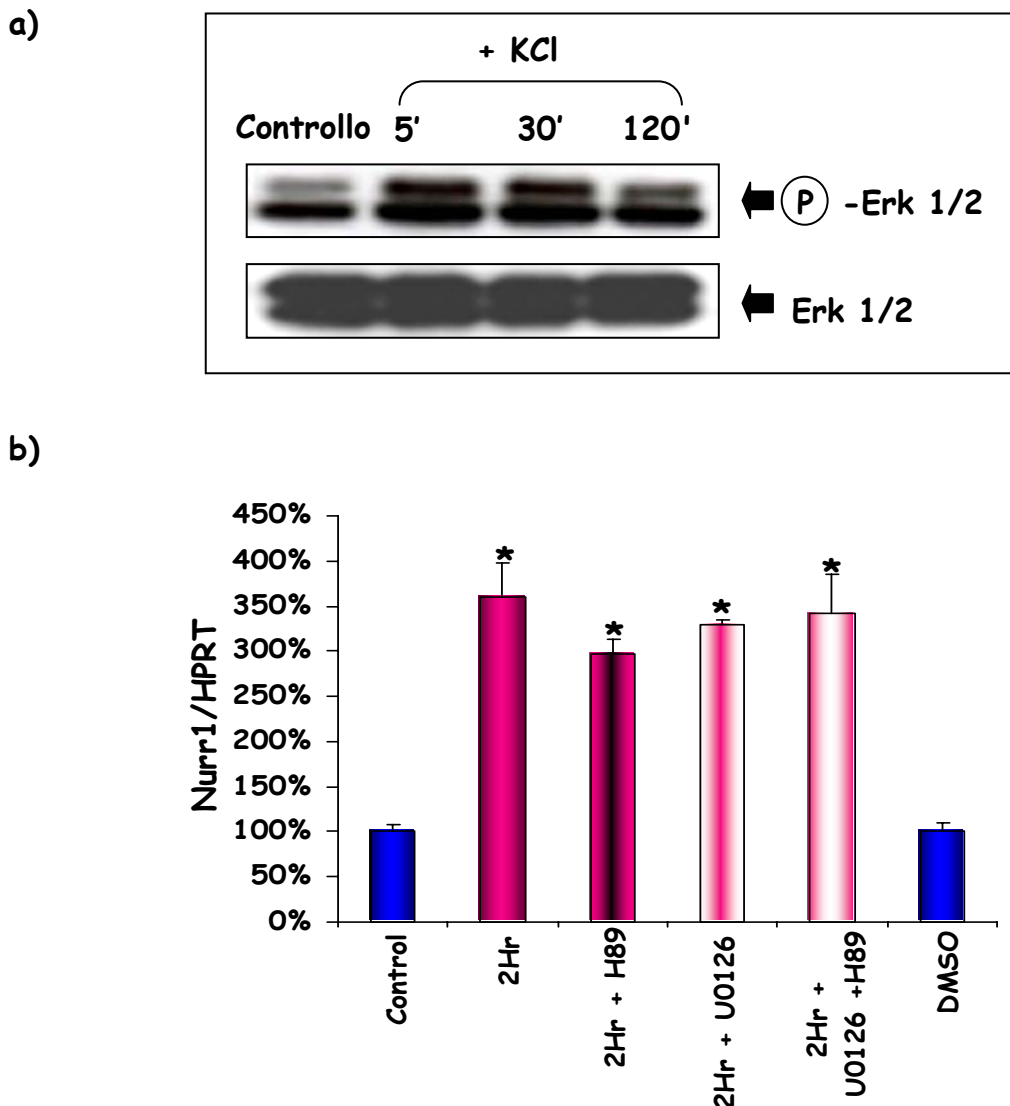 a)
+ KCl
Controllo 5' 30' 120'
P -Erk 1/2
Erk 1/2
b)
450%
400%
350%
300%
250%
200%
150%
100%
50%
0%
Nurr1/HPRT
* * * *
Control
2Hr
2Hr + H89
2Hr + U0126
2Hr +
U0126 +H89
DMSO